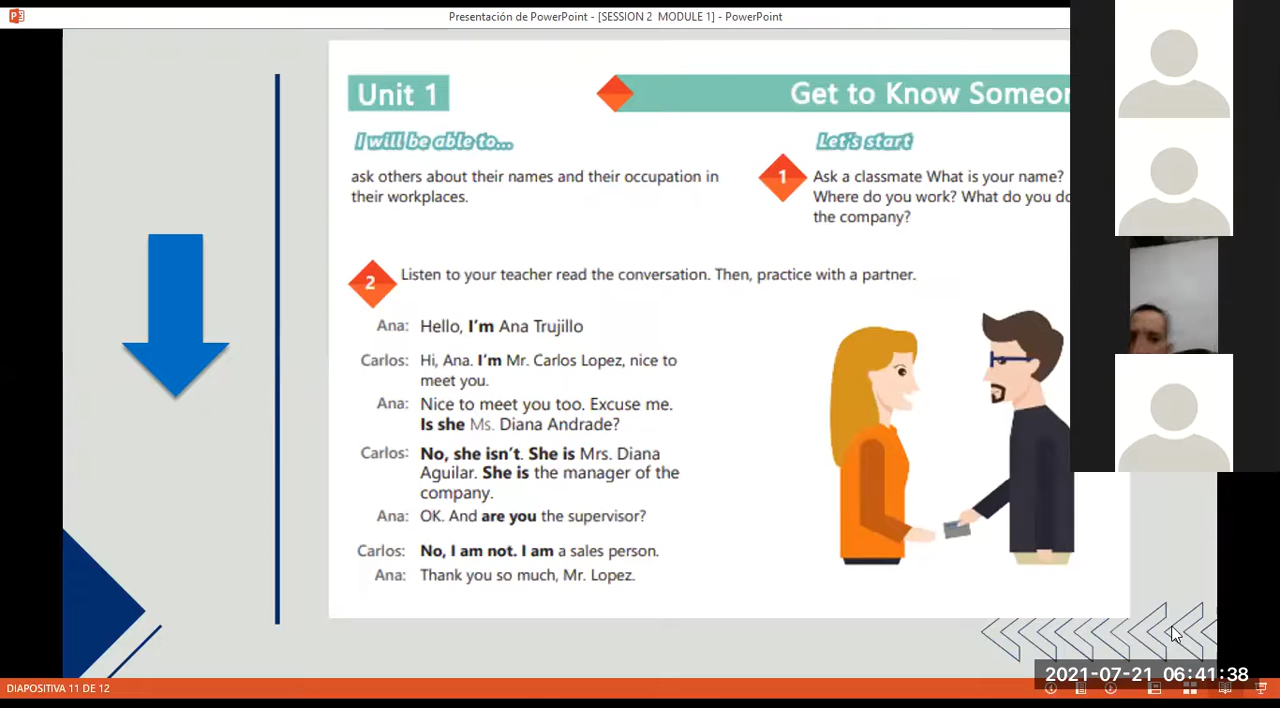 Presentación de PowerPoint - [SESSION 2 MODULE 1] - PowerPoint
Unit 1
Get to Know
I will be able to...
Let's start
ask others about their names and their occupation in
their workplaces.
1
Ask a classmate What is your name?
Where do you work? What do you
the company?
2
Listen to your teacher read the conversation. Then, practice with a partner.
Ana: Hello, I'm Ana Trujillo
Carlos: Hi, Ana. I'm Mr. Carlos Lopez, nice to
meet you.
Ana: Nice to meet you too. Excuse me.
Is she Ms. Diana Andrade?
Carlos: No, she isn't. She is Mrs. Diana
Aguilar. She is the manager of the
company.
Ana: OK. And are you the supervisor?
Carlos: No, I am not. I am a sales person.
Ana: Thank you so much, Mr. Lopez.
2021-07-21 06:41:38
DIAPOSITIVA 11 DE 12